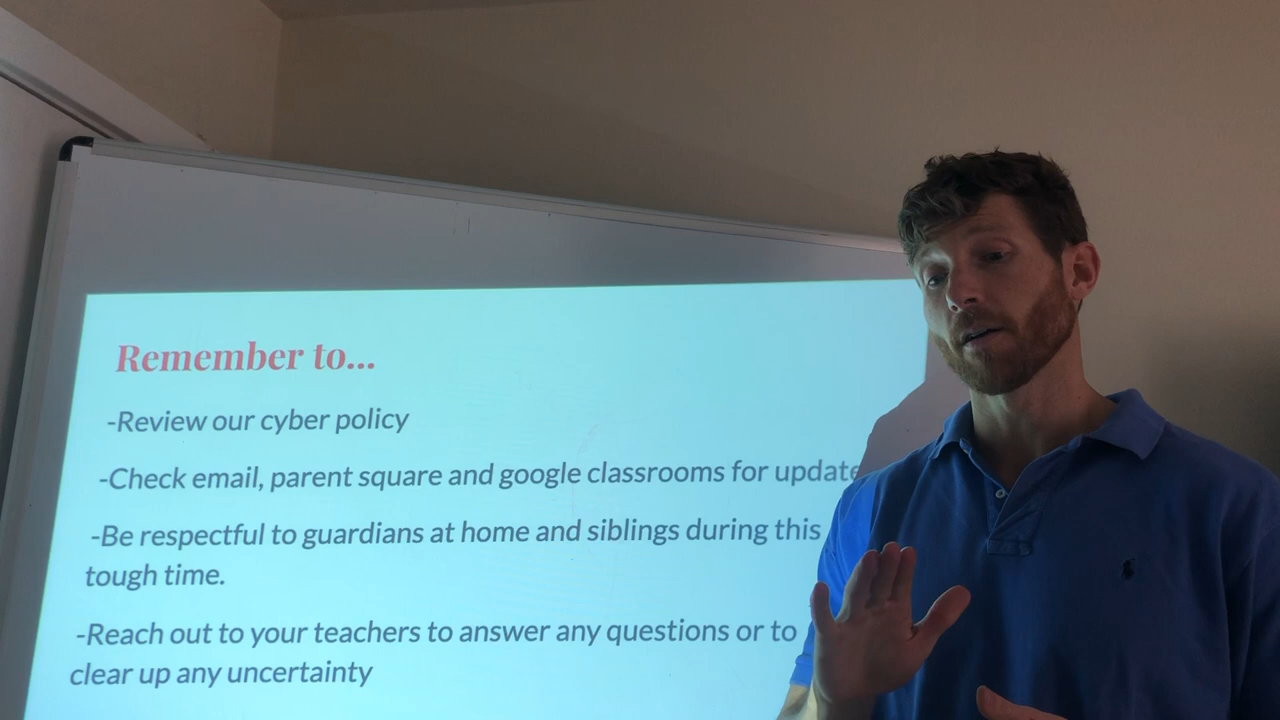 Remember to...
-Review our cyber policy
-Check email, parent square and google classrooms for update
-Be respectful to guardians at home and siblings during this
tough time.
-Reach out to your teachers to answer any questions or to
clear up any uncertainty